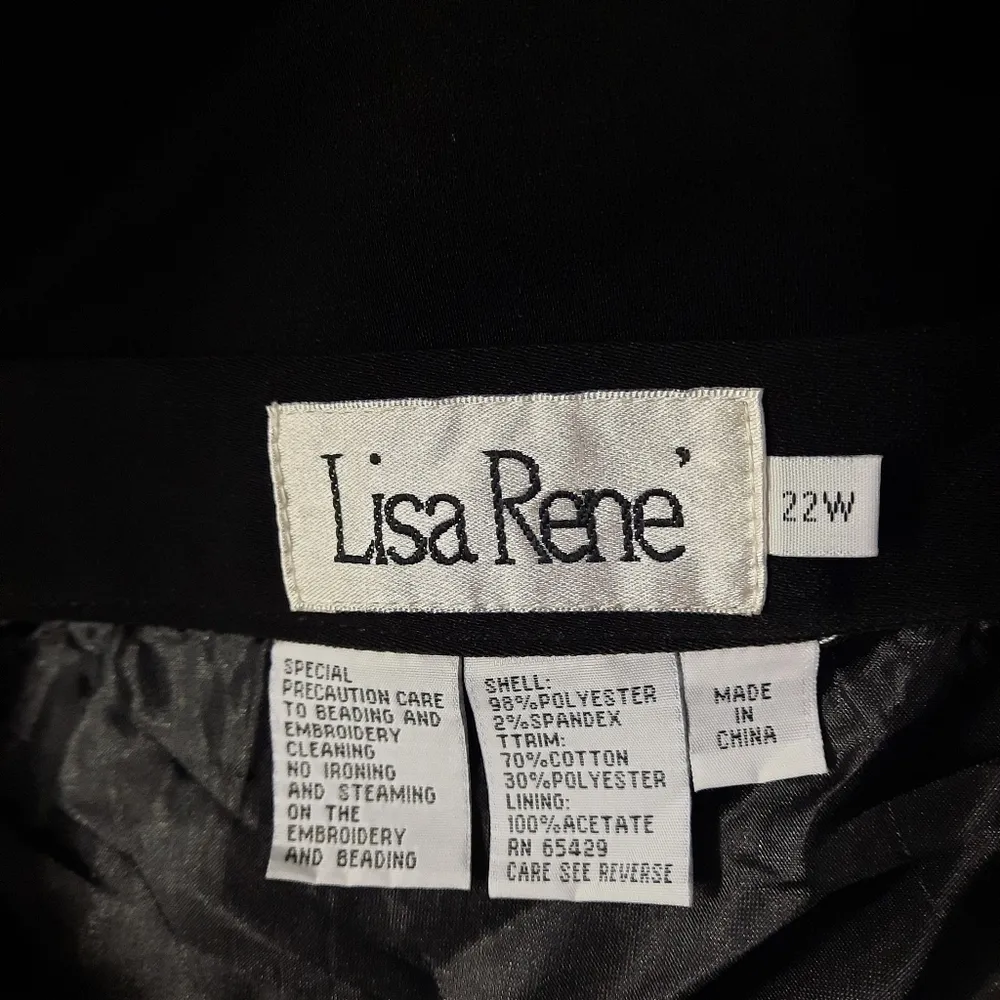 Lisa Rene'
22W
SPECIAL
PRECAUTION CARE
TO BEADING AND
EMBROIDERY
CLEANING
NO IRONING
AND STEAMING
ON THE
EMBROIDERY
AND BEADING
SHELL:
98%POLYESTER
2%SPANDEX
TTRIM:
70%COTTON
30%POLYESTER
LINING:
100%ACETATE
RN 65429
CARE SEE REVERSE
MADE
IN
CHINA